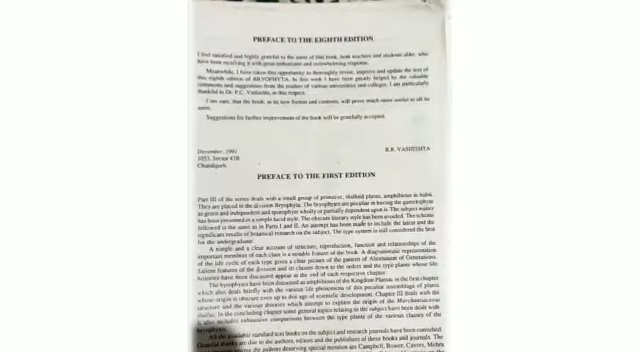 PREFACE TO THE EIGHTH EDITION
I feel satisfied and highly grateful to the users of this book, both teachers and students alike, who
have been receiving it with great enthusiasm and overwhelming response.
Meanwhile, I have taken this opportunity to thoroughly revise, improve and update the text of
this eighth edition of BRYOPHYTA. In this work I have been greatly helped by the valuable
comments and suggestions from the readers of various universities and colleges. I am particularly
thankful to Dr. P.C. Vashishta, in this respect.
I am sure, that the book, in its new format and contents, will prove much more useful to all its
users.
Suggestions for further improvement of the book will be gratefully accepted.
December, 1991
B.R. VASHISHTA
1053, Sector 43B
Chandigarh
PREFACE TO THE FIRST EDITION
Part III of the series deals with a small group of primitive, thalloid plants, amphibious in habit.
They are placed in the division Bryophyta. The bryophytes are peculiar in having the gametophyte
as green and independent and sporophyte wholly or partially dependent upon it. The subject matter
has been presented in a simple lucid style. The obscure literary style has been avoided. The scheme
followed is the same as in Parts I and II. An attempt has been made to include the latest and the
significant results of botanical research on the subject. The type system is still considered the best
for the undergraduate.
A simple and a clear account of structure, reproduction, function and relationships of the
important members of each class is a notable feature of the book. A diagrammatic representation
of the life cycle of each type gives a clear picture of pattern of Alternation of Generations.
Salient features of the division and its classes down to the orders and the type plants whose life
histories have been discussed appear at the end of each respective chapter.
The bryophytes have been discussed as amphibious of the Kingdom Plantae in the first chapter
which also deals briefly with the various life phenomena of this peculiar assemblage of plants
whose origin is obscure even up to this age of scientific development. Chapter III deals with the
structure and the various theories which attempt to explain the origin of the Marchantiaceous
thallus. In the concluding chapter some general topics relating to the subject have been dealt with
It also includes exhaustive comparisons between the type plants of the various classes of the
bryophytes.
All the available standard text books on the subject and research journals have been consulted.
Grateful thanks are due to the authors, editors and the publishers of these books and journals. The
the authors deserving special mention are Campbell, Bower, Cavers, Mehra